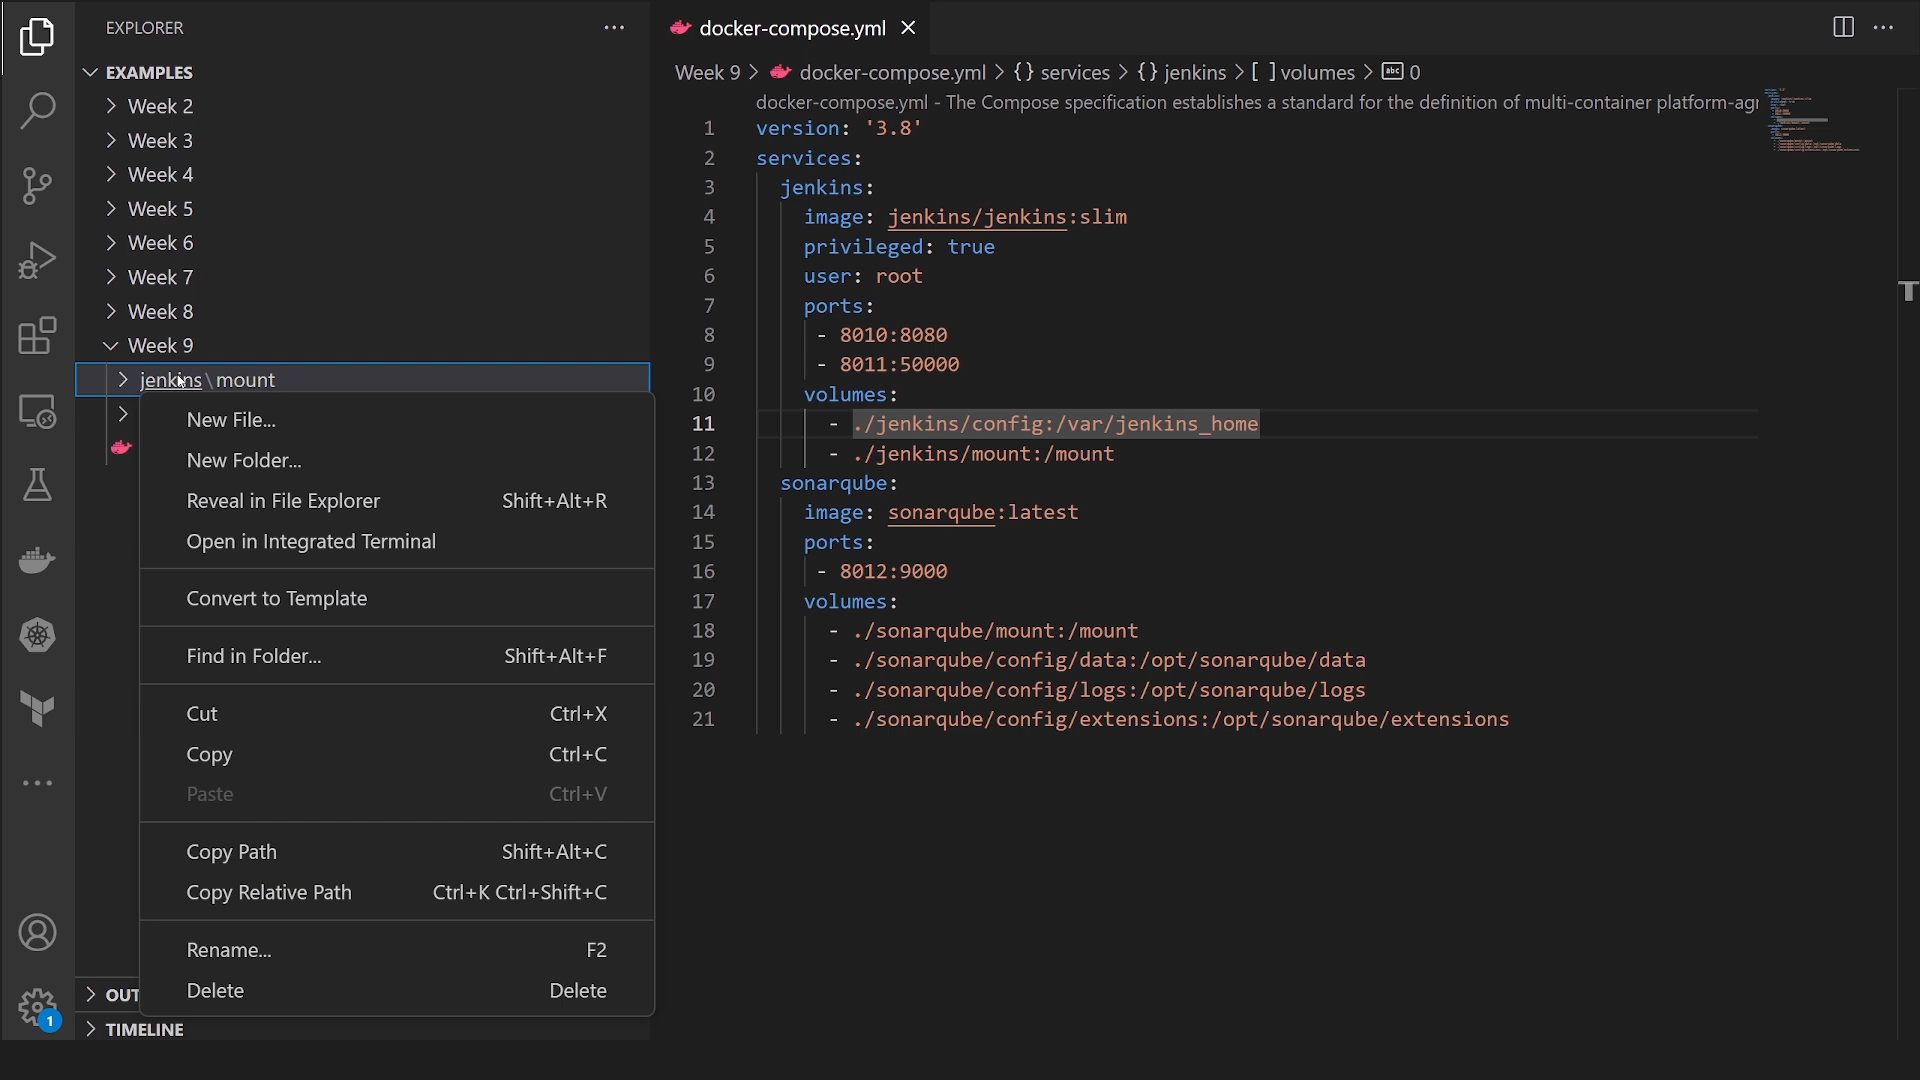 EXPLORER
EXAMPLES
Week 2
Week 3
Week 4
Week 5
Week 6
Week 7
Week 8
Week 9
jenkins\mount
New File...
New Folder...
Reveal in File Explorer Shift+Alt+R
Open in Integrated Terminal
Convert to Template
Find in Folder... Shift+Alt+F
Cut Ctrl+X
Copy Ctrl+C
Paste Ctrl+V
Copy Path Shift+Alt+C
Copy Relative Path Ctrl+K Ctrl+Shift+C
Rename... F2
Delete Delete
OUT
TIMELINE
1
docker-compose.yml
Week 9 > docker-compose.yml > {} services > {} jenkins > [ ] volumes > abc 0
docker-compose.yml - The Compose specification establishes a standard for the definition of multi-container platform-agr
1 version: '3.8'
2 services:
3 jenkins:
4 image: jenkins/jenkins:slim
5 privileged: true
6 user: root
7 ports:
8 - 8010:8080
9 - 8011:50000
10 volumes:
11 - ./jenkins/config:/var/jenkins_home
12 - ./jenkins/mount:/mount
13 sonarqube:
14 image: sonarqube:latest
15 ports:
16 - 8012:9000
17 volumes:
18 - ./sonarqube/mount:/mount
19 - ./sonarqube/config/data:/opt/sonarqube/data
20 - ./sonarqube/config/logs:/opt/sonarqube/logs
21 - ./sonarqube/config/extensions:/opt/sonarqube/extensions